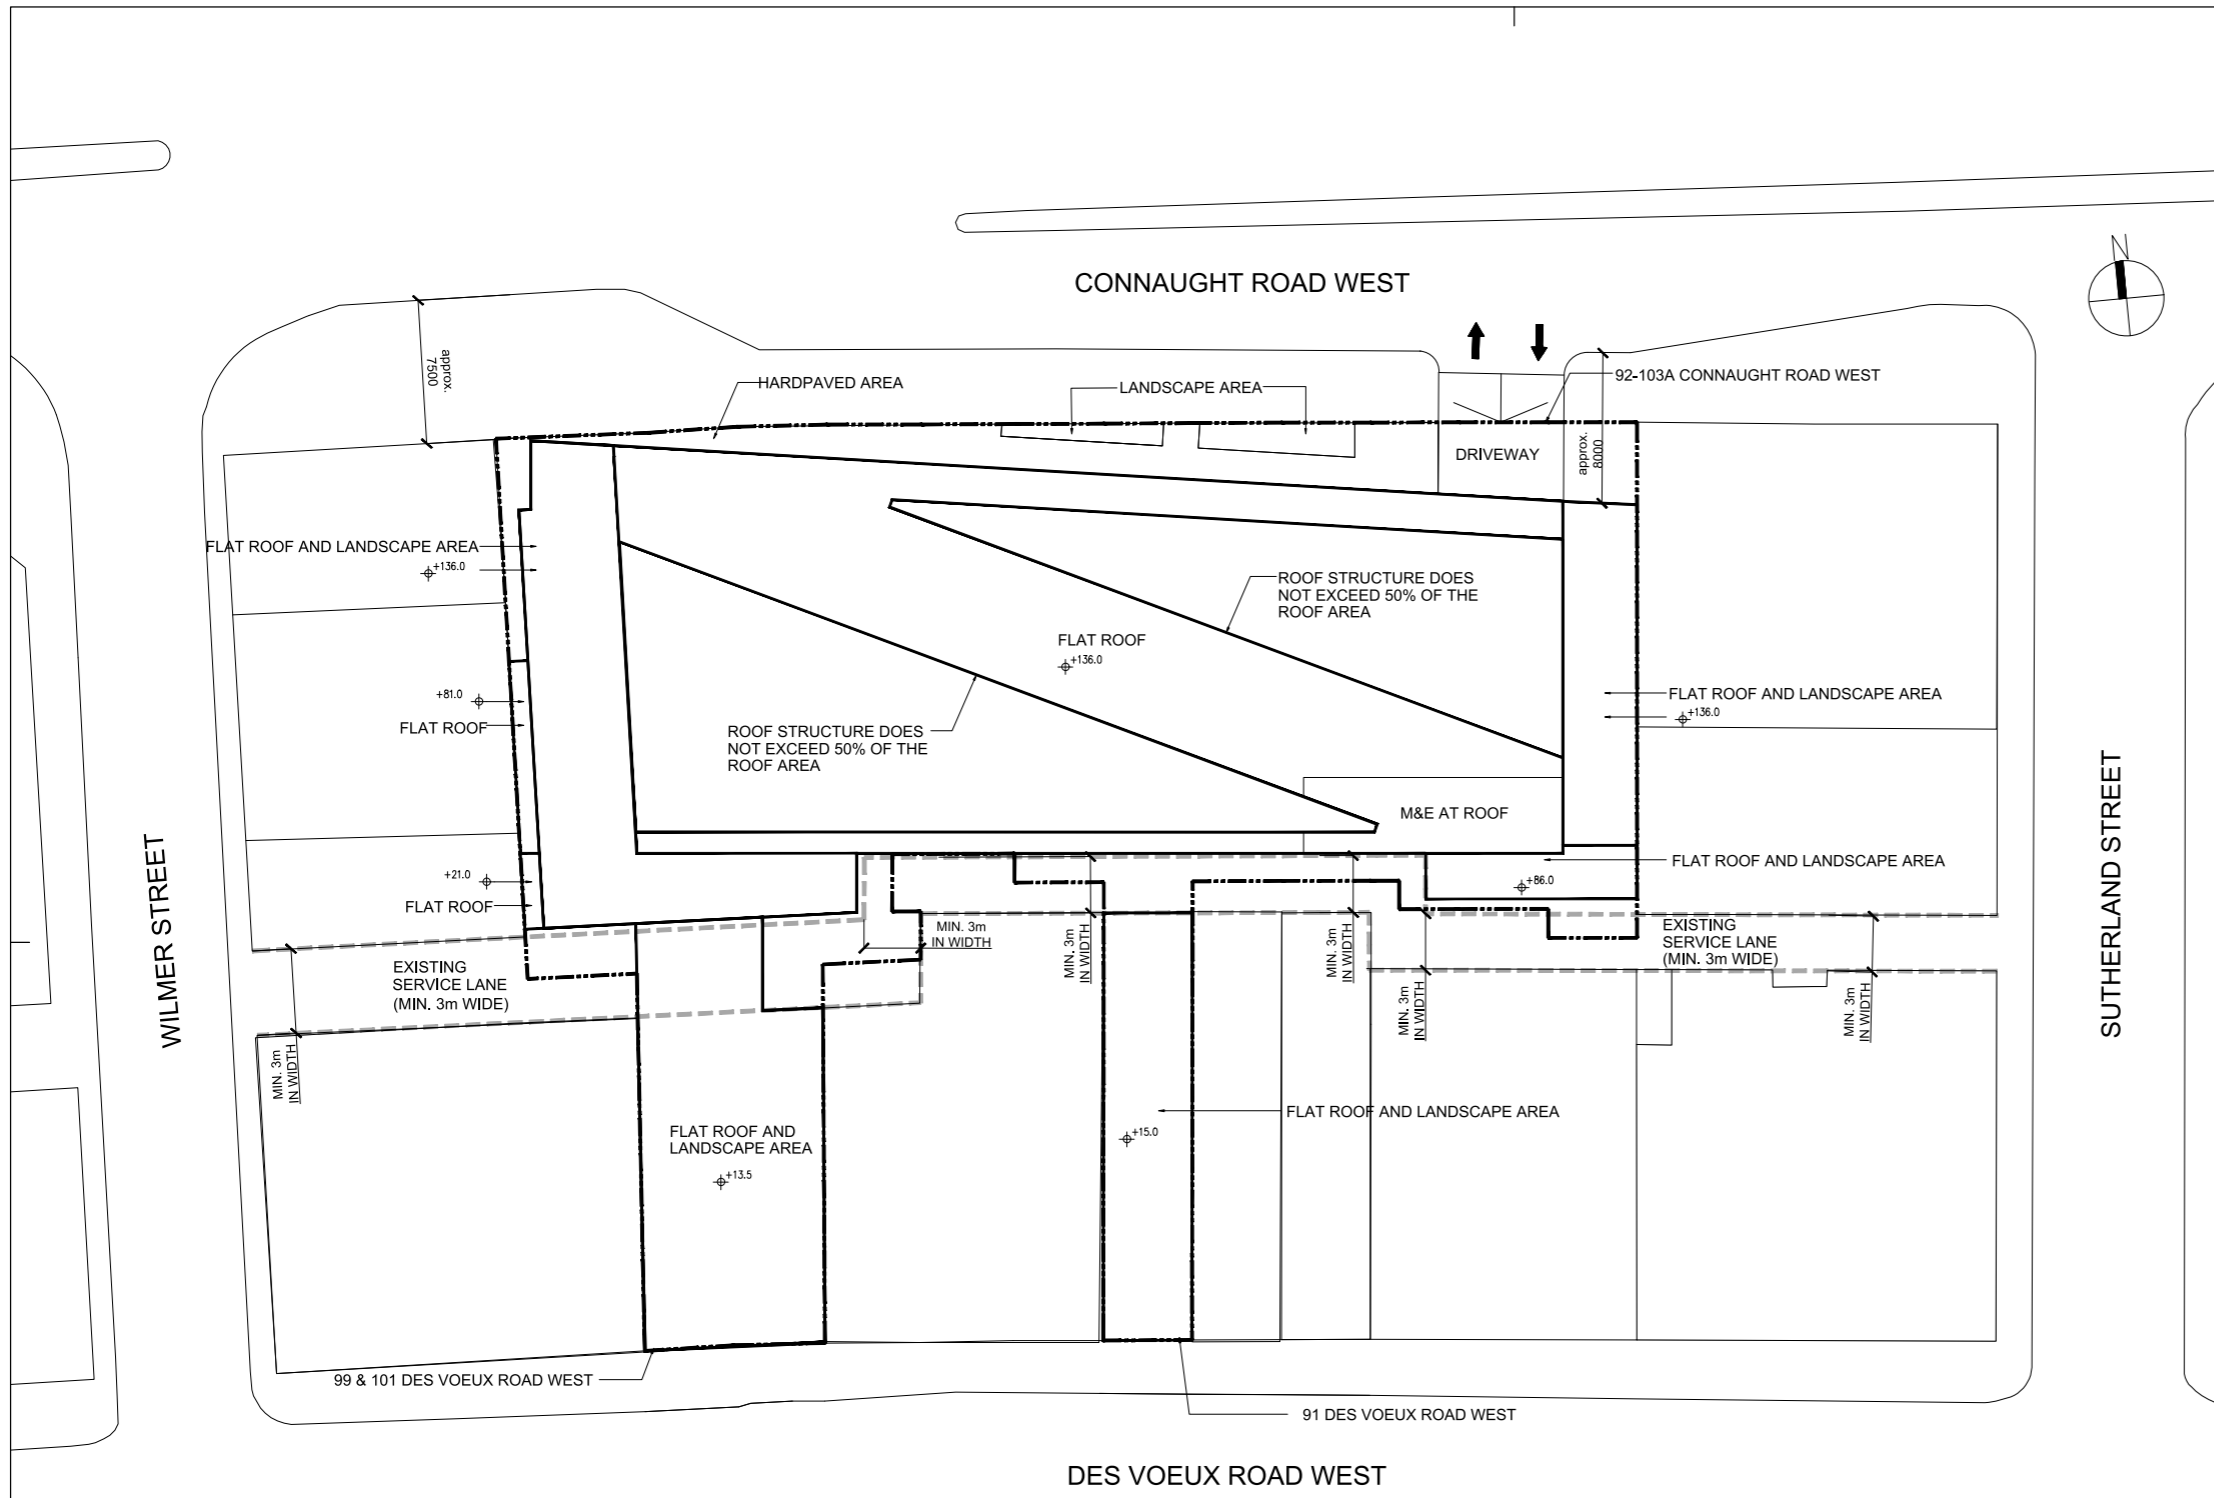 N
CONNAUGHT ROAD WEST
approx.
7500
HARDPAVED AREA
LANDSCAPE AREA
92-103A CONNAUGHT ROAD WEST
DRIVEWAY
approx.
8000
FLAT ROOF AND LANDSCAPE AREA
+136.0
ROOF STRUCTURE DOES
NOT EXCEED 50% OF THE
ROOF AREA
FLAT ROOF
+136.0
+81.0
FLAT ROOF
FLAT ROOF AND LANDSCAPE AREA
+136.0
ROOF STRUCTURE DOES
NOT EXCEED 50% OF THE
ROOF AREA
M&E AT ROOF
FLAT ROOF AND LANDSCAPE AREA
+86.0
+21.0
FLAT ROOF
WILMER STREET
SUTHERLAND STREET
MIN. 3m
IN WIDTH
MIN. 3m
IN WIDTH
MIN. 3m
IN WIDTH
EXISTING
SERVICE LANE
(MIN. 3m WIDE)
EXISTING
SERVICE LANE
(MIN. 3m WIDE)
MIN. 3m
IN WIDTH
MIN. 3m
IN WIDTH
MIN. 3m
IN WIDTH
FLAT ROOF AND
LANDSCAPE AREA
+13.5
+15.0
FLAT ROOF AND LANDSCAPE AREA
99 & 101 DES VOEUX ROAD WEST
91 DES VOEUX ROAD WEST
DES VOEUX ROAD WEST